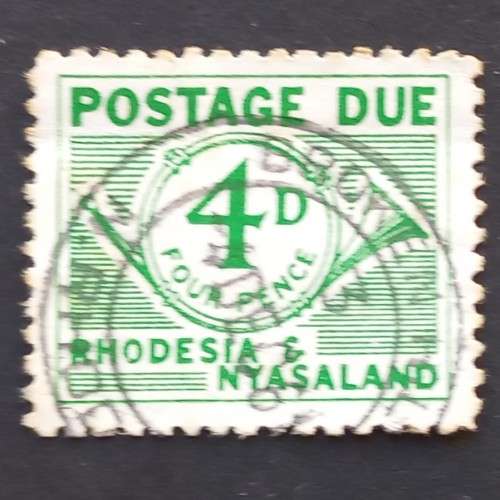 POSTAGE DUE
4D
FOUR PENCE
RHODESIA &
NYASALAND